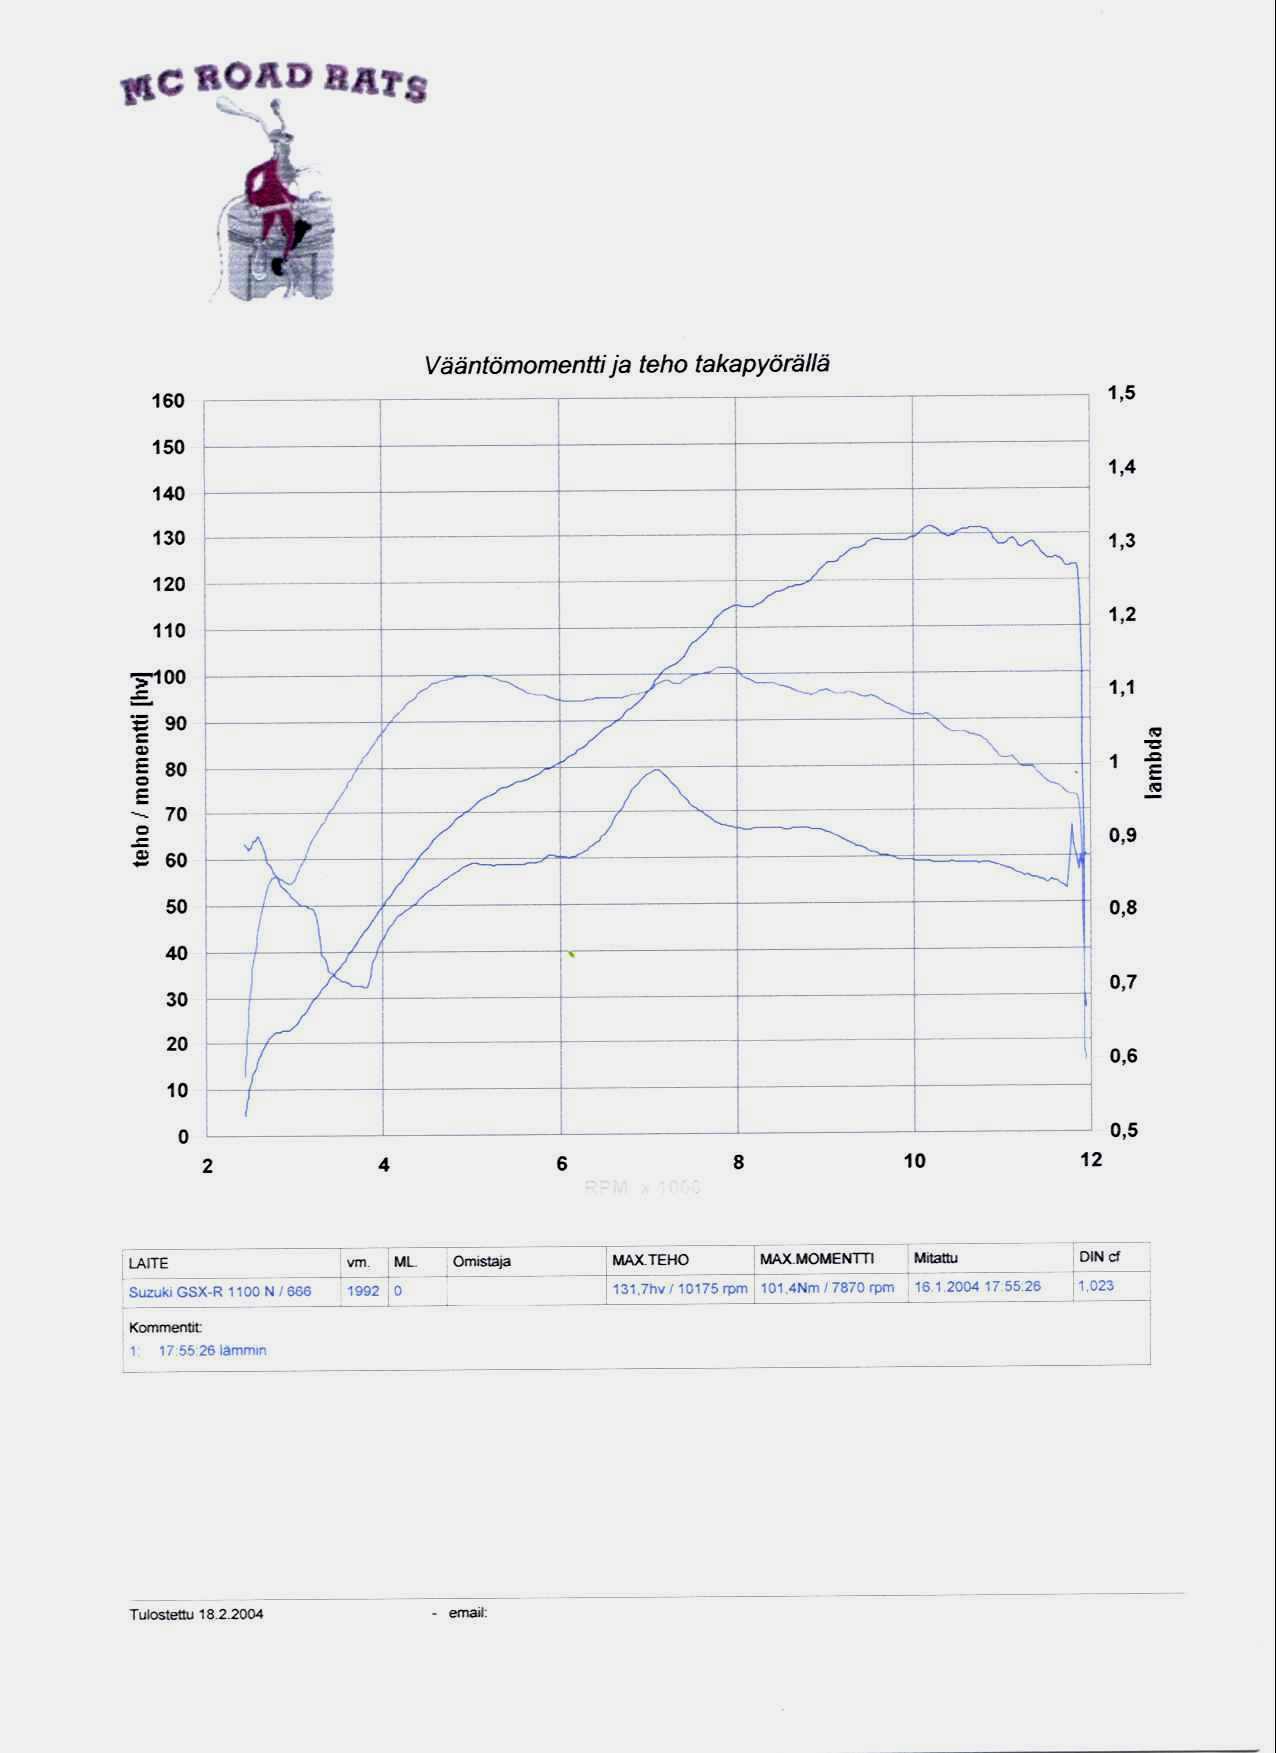 MC ROAD RATS
Vääntömomentti ja teho takapyörällä
160
150
140
130
120
110
100
90
80
70
60
50
40
30
20
10
0
teho / momentti [hv]
1,5
1,4
1,3
1,2
1,1
1
0,9
0,8
0,7
0,6
0,5
lambda
2 4 6 8 10 12
RPM x 1000
LAITE vm. ML. Omistaja MAX.TEHO MAX.MOMENTTI Mitattu DIN cf
Suzuki GSX-R 1100 N / 666 1992 0 131,7hv / 10175 rpm 101,4Nm / 7870 rpm 16.1.2004 17:55:26 1,023
Kommentit:
1: 17:55:26 lämmin
Tulostettu 18.2.2004 - email: